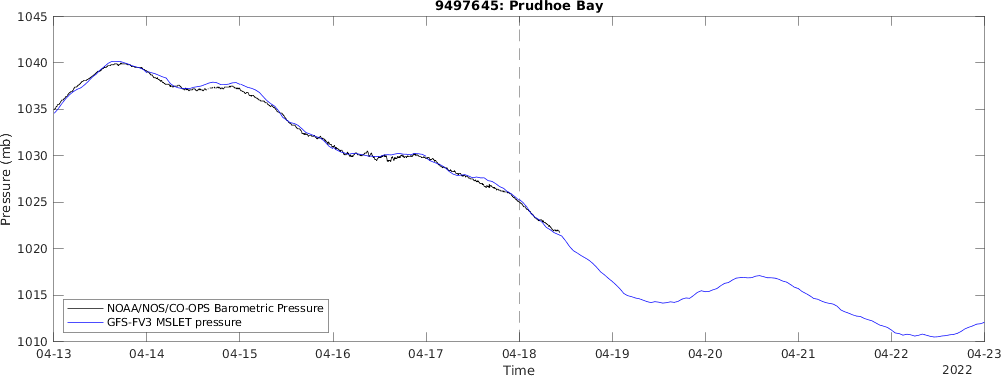 9497645: Prudhoe Bay
1045
1040
1035
1030
1025
1020
1015
1010
Pressure (mb)
NOAA/NOS/CO-OPS Barometric Pressure
GFS-FV3 MSLET pressure
04-13 04-14 04-15 04-16 04-17 04-18 04-19 04-20 04-21 04-22 04-23
Time
2022